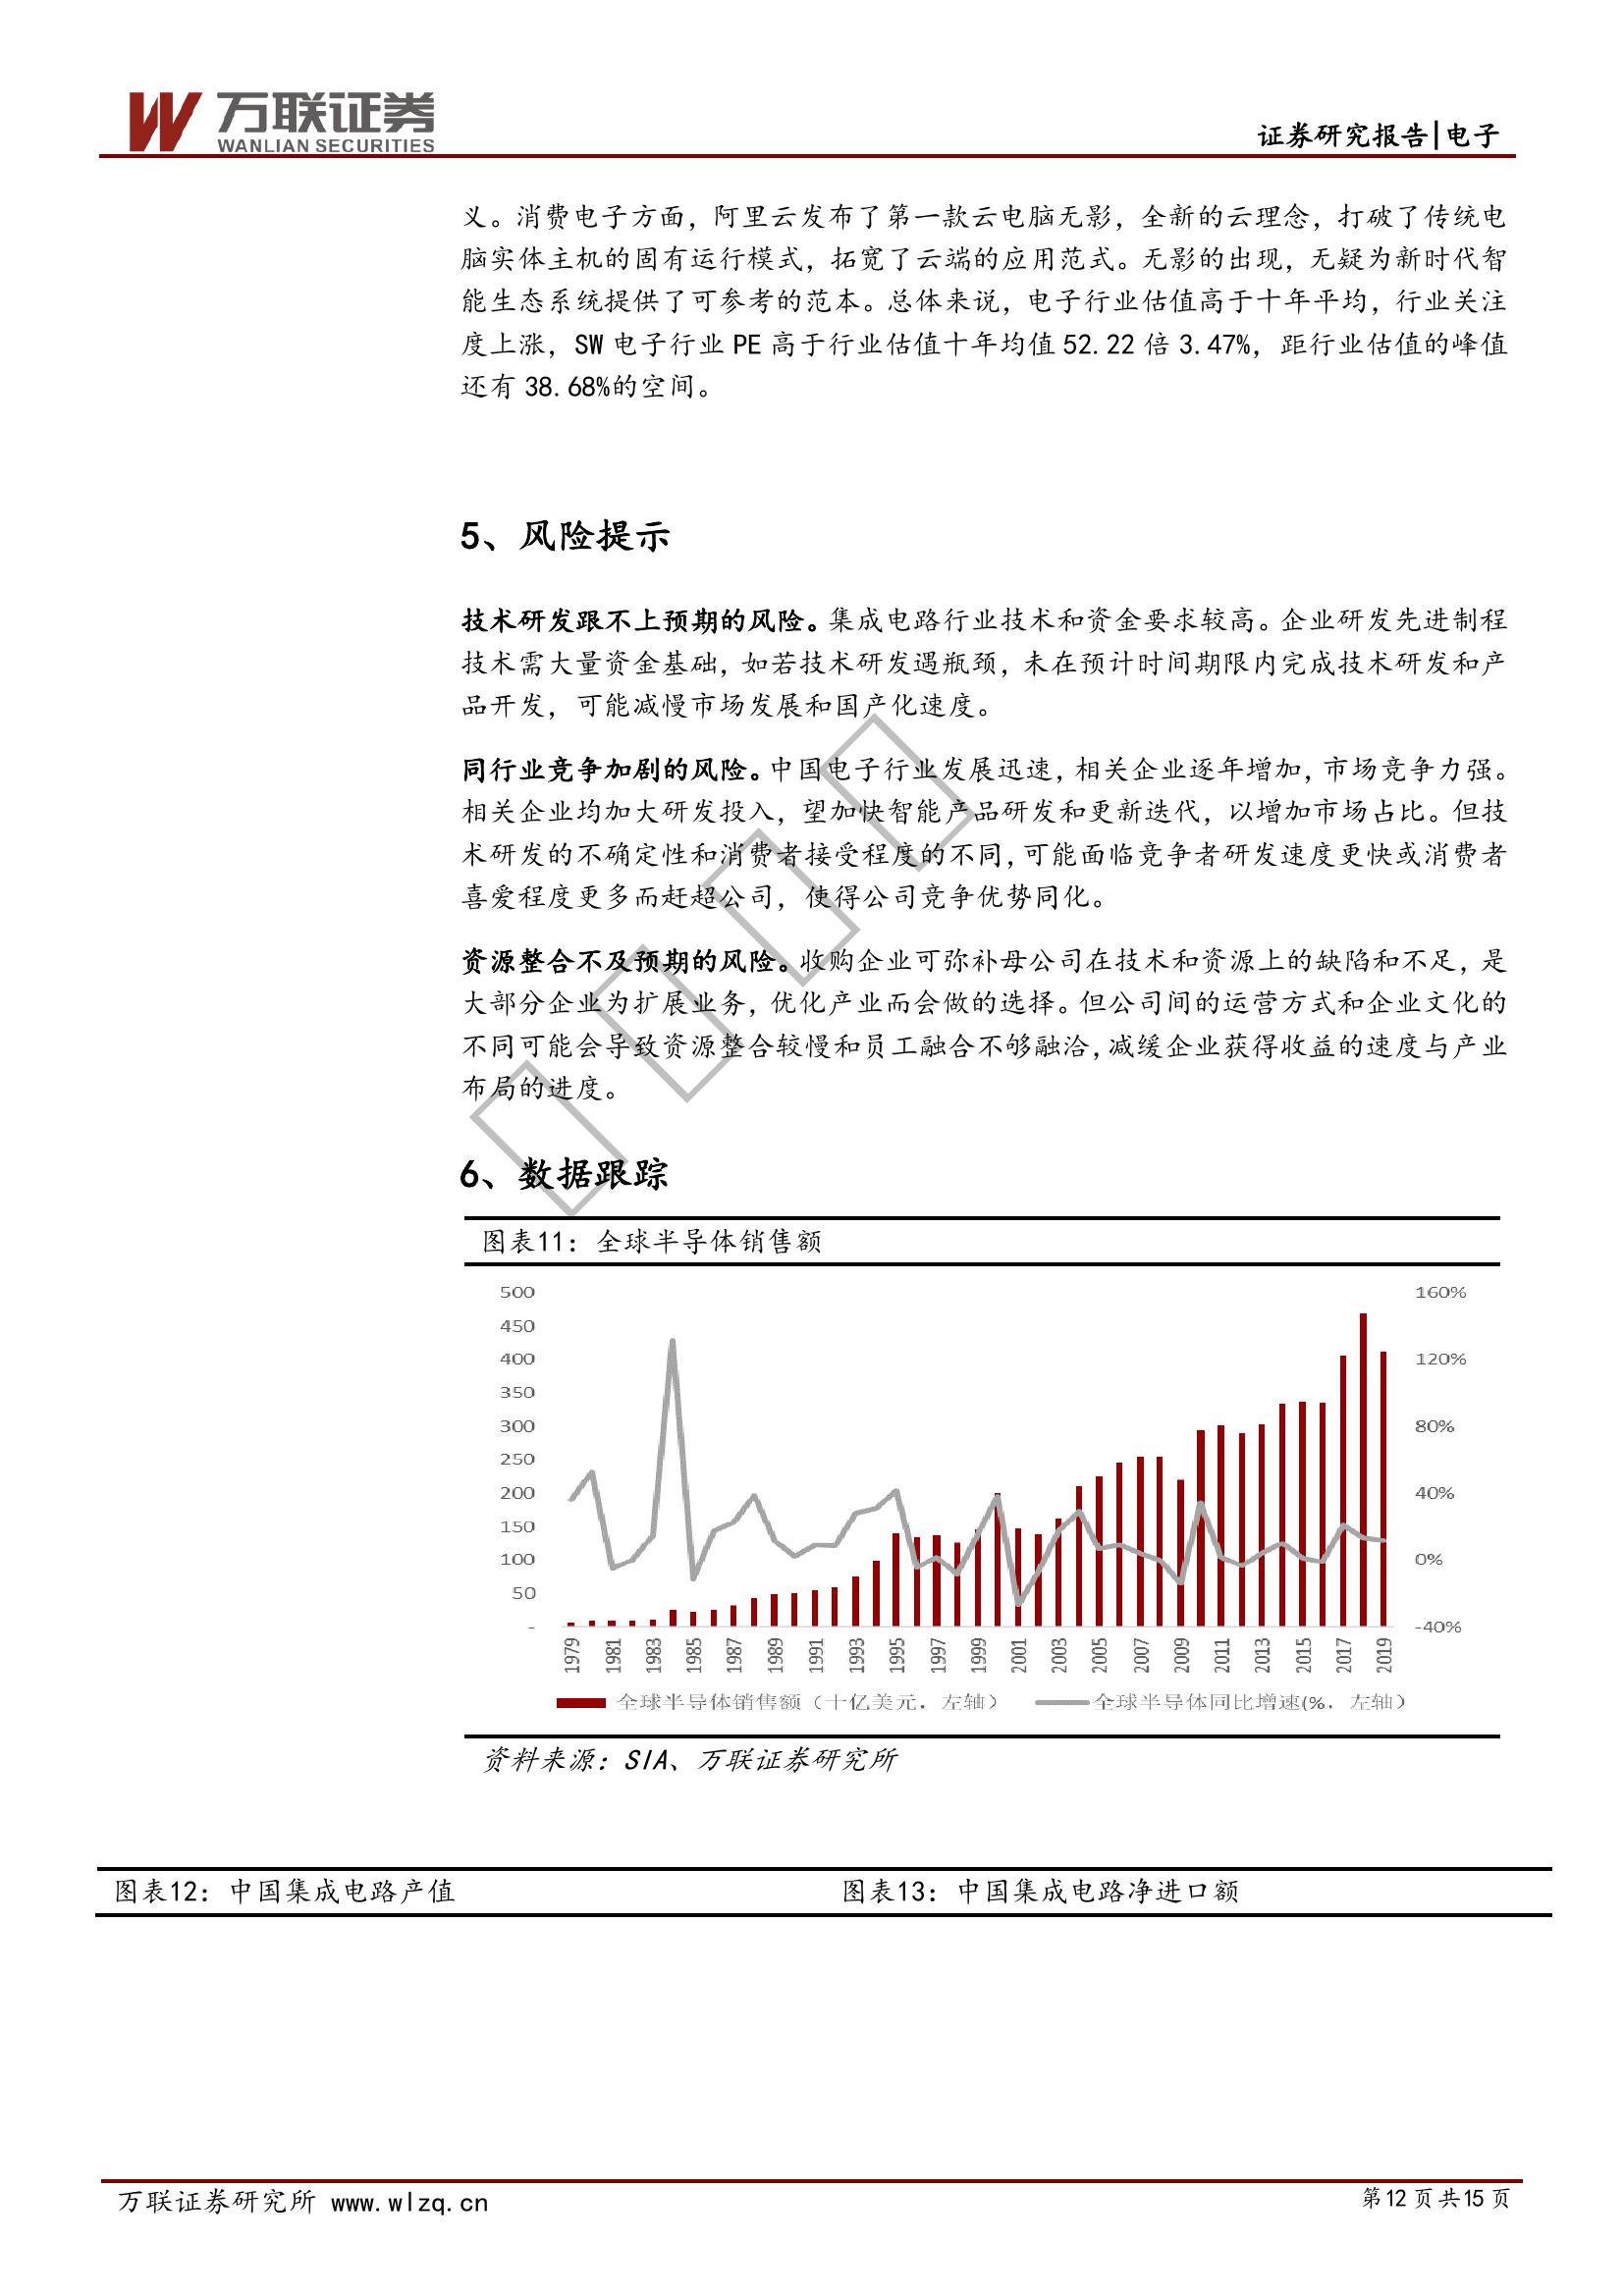 万联证券
WANLIAN SECURITIES
证券研究报告|电子
义。消费电子方面，阿里云发布了第一款云电脑无影，全新的云理念，打破了传统电
脑实体主机的固有运行模式，拓宽了云端的应用范式。无影的出现，无疑为新时代智
能生态系统提供了可参考的范本。总体来说，电子行业估值高于十年平均，行业关注
度上涨，SW 电子行业 PE 高于行业估值十年均值 52.22 倍 3.47%，距行业估值的峰值
还有 38.68%的空间。
5、风险提示
技术研发跟不上预期的风险。集成电路行业技术和资金要求较高。企业研发先进制程
技术需大量资金基础，如若技术研发遇瓶颈，未在预计时间期限内完成技术研发和产
品开发，可能减慢市场发展和国产化速度。
同行业竞争加剧的风险。中国电子行业发展迅速，相关企业逐年增加，市场竞争力强。
相关企业均加大研发投入，望加快智能产品研发和更新迭代，以增加市场占比。但技
术研发的不确定性和消费者接受程度的不同，可能面临竞争者研发速度更快或消费者
喜爱程度更多而赶超公司，使得公司竞争优势同化。
资源整合不及预期的风险。收购企业可弥补母公司在技术和资源上的缺陷和不足，是
大部分企业为扩展业务，优化产业而会做的选择。但公司间的运营方式和企业文化的
不同可能会导致资源整合较慢和员工融合不够融洽，减缓企业获得收益的速度与产业
布局的进度。
6、数据跟踪
图表11：全球半导体销售额
500 160%
450
400 120%
350
300 80%
250
200 40%
150
100 0%
50
- -40%
1979 1981 1983 1985 1987 1989 1991 1993 1995 1997 1999 2001 2003 2005 2007 2009 2011 2013 2015 2017 2019
全球半导体销售额（十亿美元，左轴） 全球半导体同比增速(%，左轴）
资料来源：SIA、万联证券研究所
图表12：中国集成电路产值 图表13：中国集成电路净进口额
万联证券研究所 www.wlzq.cn 第12 页 共15 页